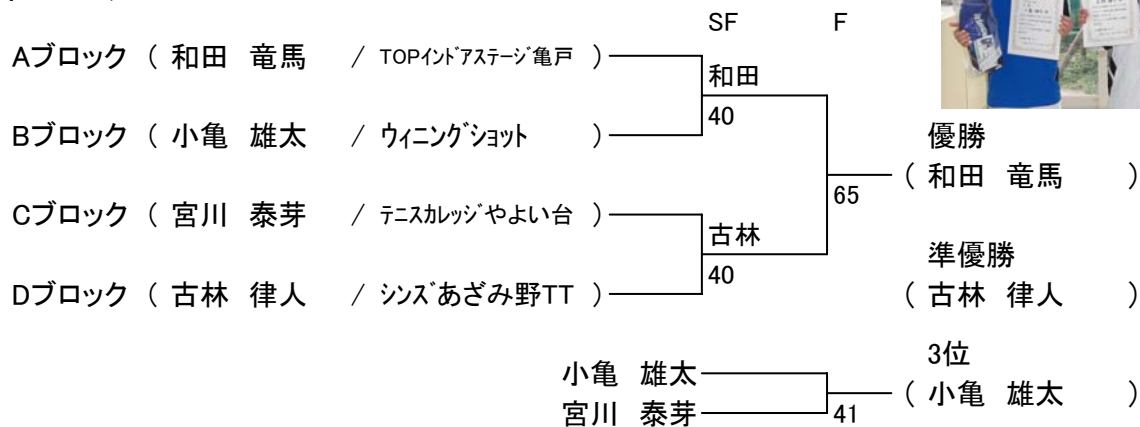 SF F
Aブロック ( 和田 竜馬 / TOPインドアステージ亀戸 )
和田
40
Bブロック ( 小亀 雄太 / ウィニングショット )
優勝
( 和田 竜馬 )
65
Cブロック ( 宮川 泰芽 / テニスカレッジやよい台 )
古林
40
準優勝
Dブロック ( 古林 律人 / シンズあざみ野TT )
( 古林 律人 )
3位
小亀 雄太
( 小亀 雄太 )
宮川 泰芽
41